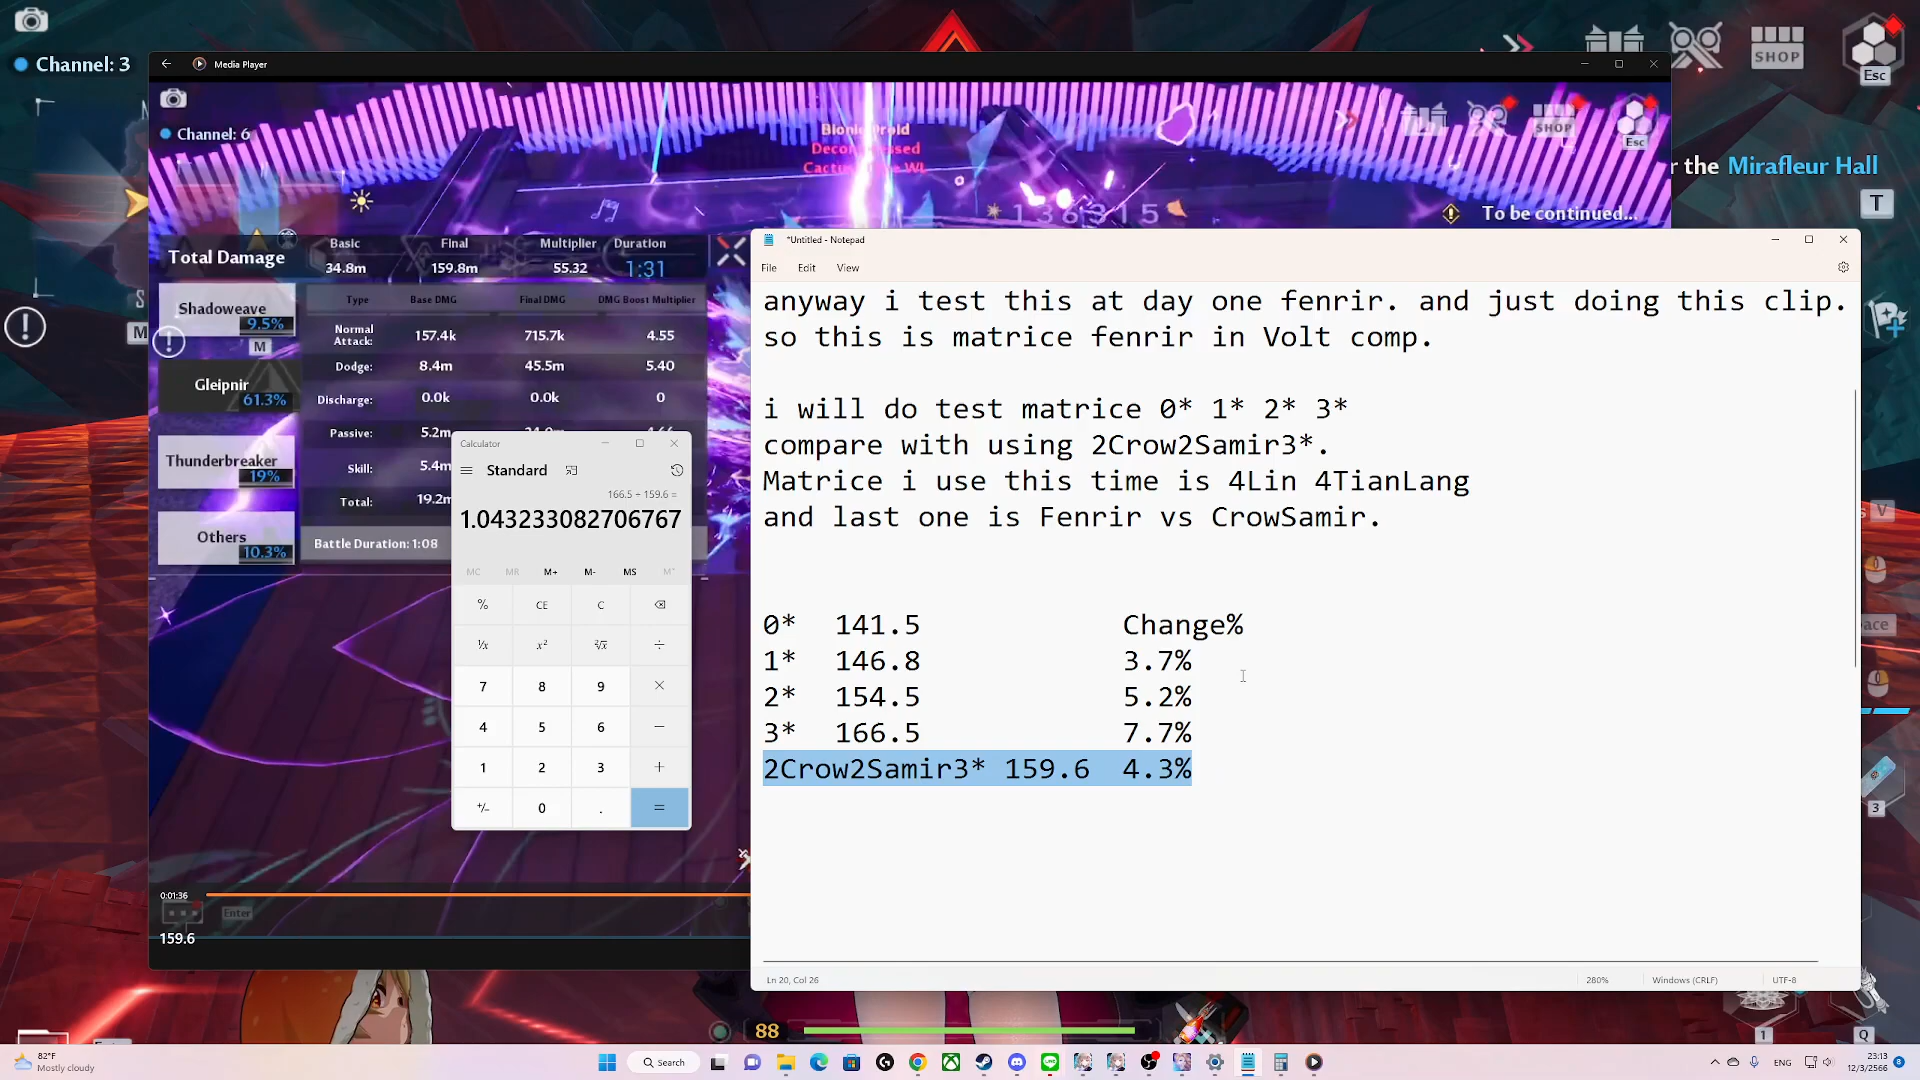 Channel: 3
Media Player
SHOP
Esc
Channel: 6
SHOP
Esc
r the Mirafleur Hall
T
138315
To be continued...
Total Damage
Basic Final Multiplier Duration
34.8m 159.8m 55.32 1:31
Shadoweave
9.5%
M
Gleipnir
61.3%
Thunderbreaker
19%
Others
10.3%
Type Base DMG Final DMG DMG Boost Multiplier
Normal Attack: 157.4k 715.7k 4.55
Dodge: 8.4m 45.5m 5.40
Discharge: 0.0k 0.0k 0
Passive: 5.2m
Skill: 5.4m
Total: 19.2m
Battle Duration: 1:08
Calculator
Standard
166.5 ÷ 159.6 =
1.043233082706767
MC MR M+ M- MS M˅
% CE C
¹/x x² ²√x ÷
7 8 9 ×
4 5 6 −
1 2 3 +
+/− 0 . =
0:01:36
Enter
159.6
*Untitled - Notepad
File Edit View
anyway i test this at day one fenrir. and just doing this clip.
so this is matrice fenrir in Volt comp.
i will do test matrice 0* 1* 2* 3*
compare with using 2Crow2Samir3*.
Matrice i use this time is 4Lin 4TianLang
and last one is Fenrir vs CrowSamir.
0* 141.5 Change%
1* 146.8 3.7%
2* 154.5 5.2%
3* 166.5 7.7%
2Crow2Samir3* 159.6 4.3%
Ln 20, Col 26
280%
Windows (CRLF)
UTF-8
V
3
1
Q
88
82°F
Mostly cloudy
Search
ENG
23:13
12/3/2566
8